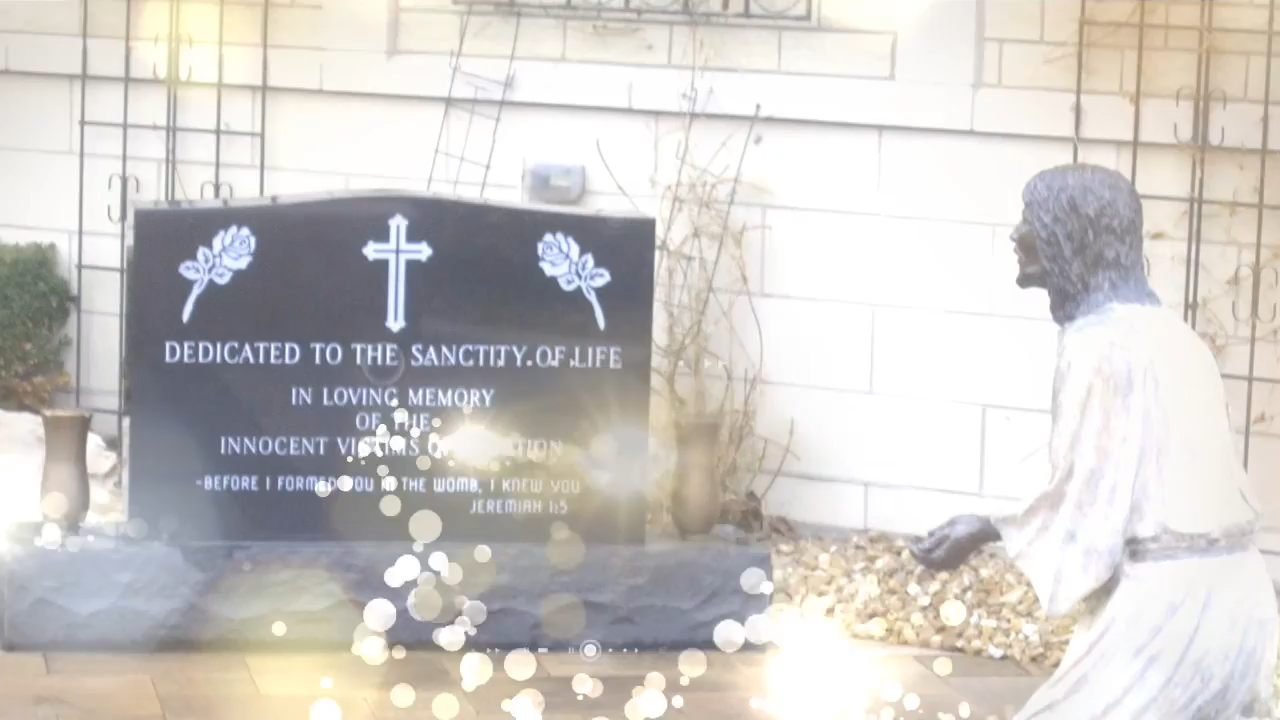 DEDICATED TO THE SANCTITY OF LIFE
IN LOVING MEMORY
OF THE
INNOCENT VICTIMS
-BEFORE I FORMED YOU IN THE WOMB, I KNEW YOU
JEREMIAH 1:5